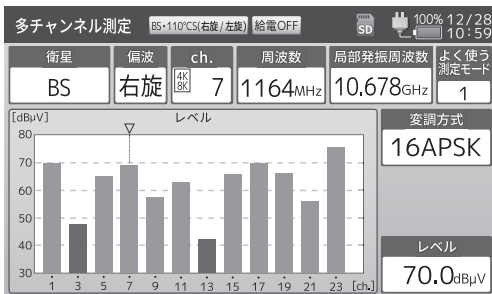 多チャンネル測定 BS・110°CS(右旋/左旋) 給電OFF SD 100% 12/28 10:59
衛星 偏波 ch. 周波数 局部発振周波数 よく使う測定モード
BS 右旋 4K 8K 7 1164MHz 10.678GHz 1
[dBμV] レベル
80
70
60
50
40
30
1 3 5 7 9 11 13 15 17 19 21 23 [ch.]
変調方式
16APSK
レベル
70.0dBμV